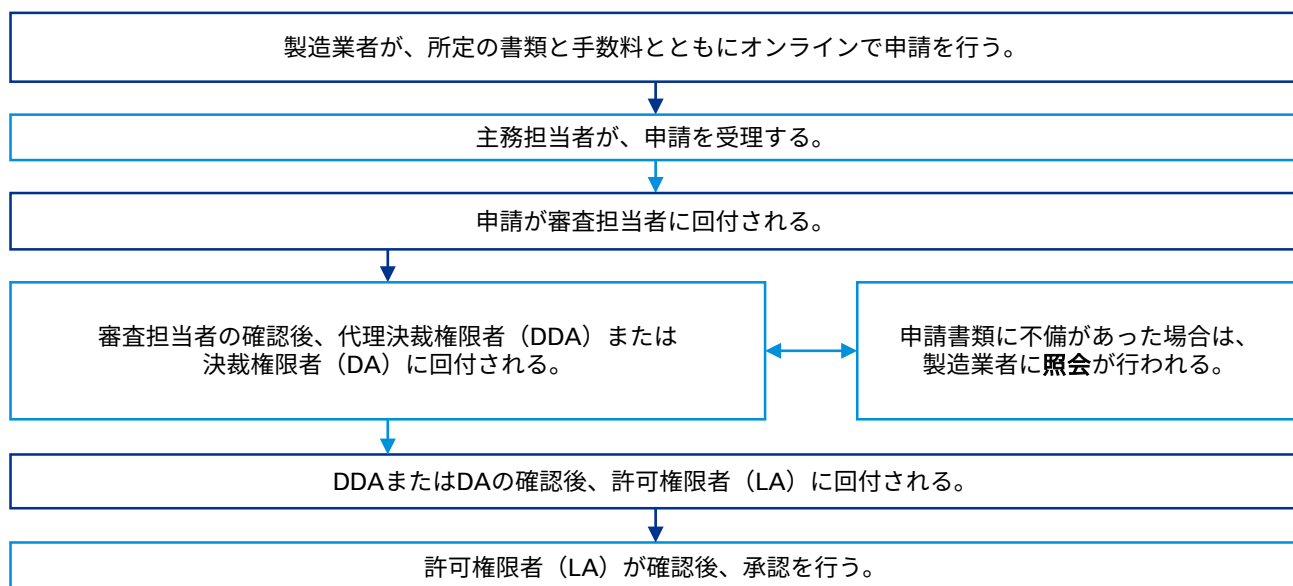 製造業者が、所定の書類と手数料とともにオンラインで申請を行う。
主務担当者が、申請を受理する。
申請が審査担当者に回付される。
審査担当者の確認後、代理決裁権限者（DDA）または
決裁権限者（DA）に回付される。
申請書類に不備があった場合は、
製造業者に照会が行われる。
DDAまたはDAの確認後、許可権限者（LA）に回付される。
許可権限者（LA）が確認後、承認を行う。